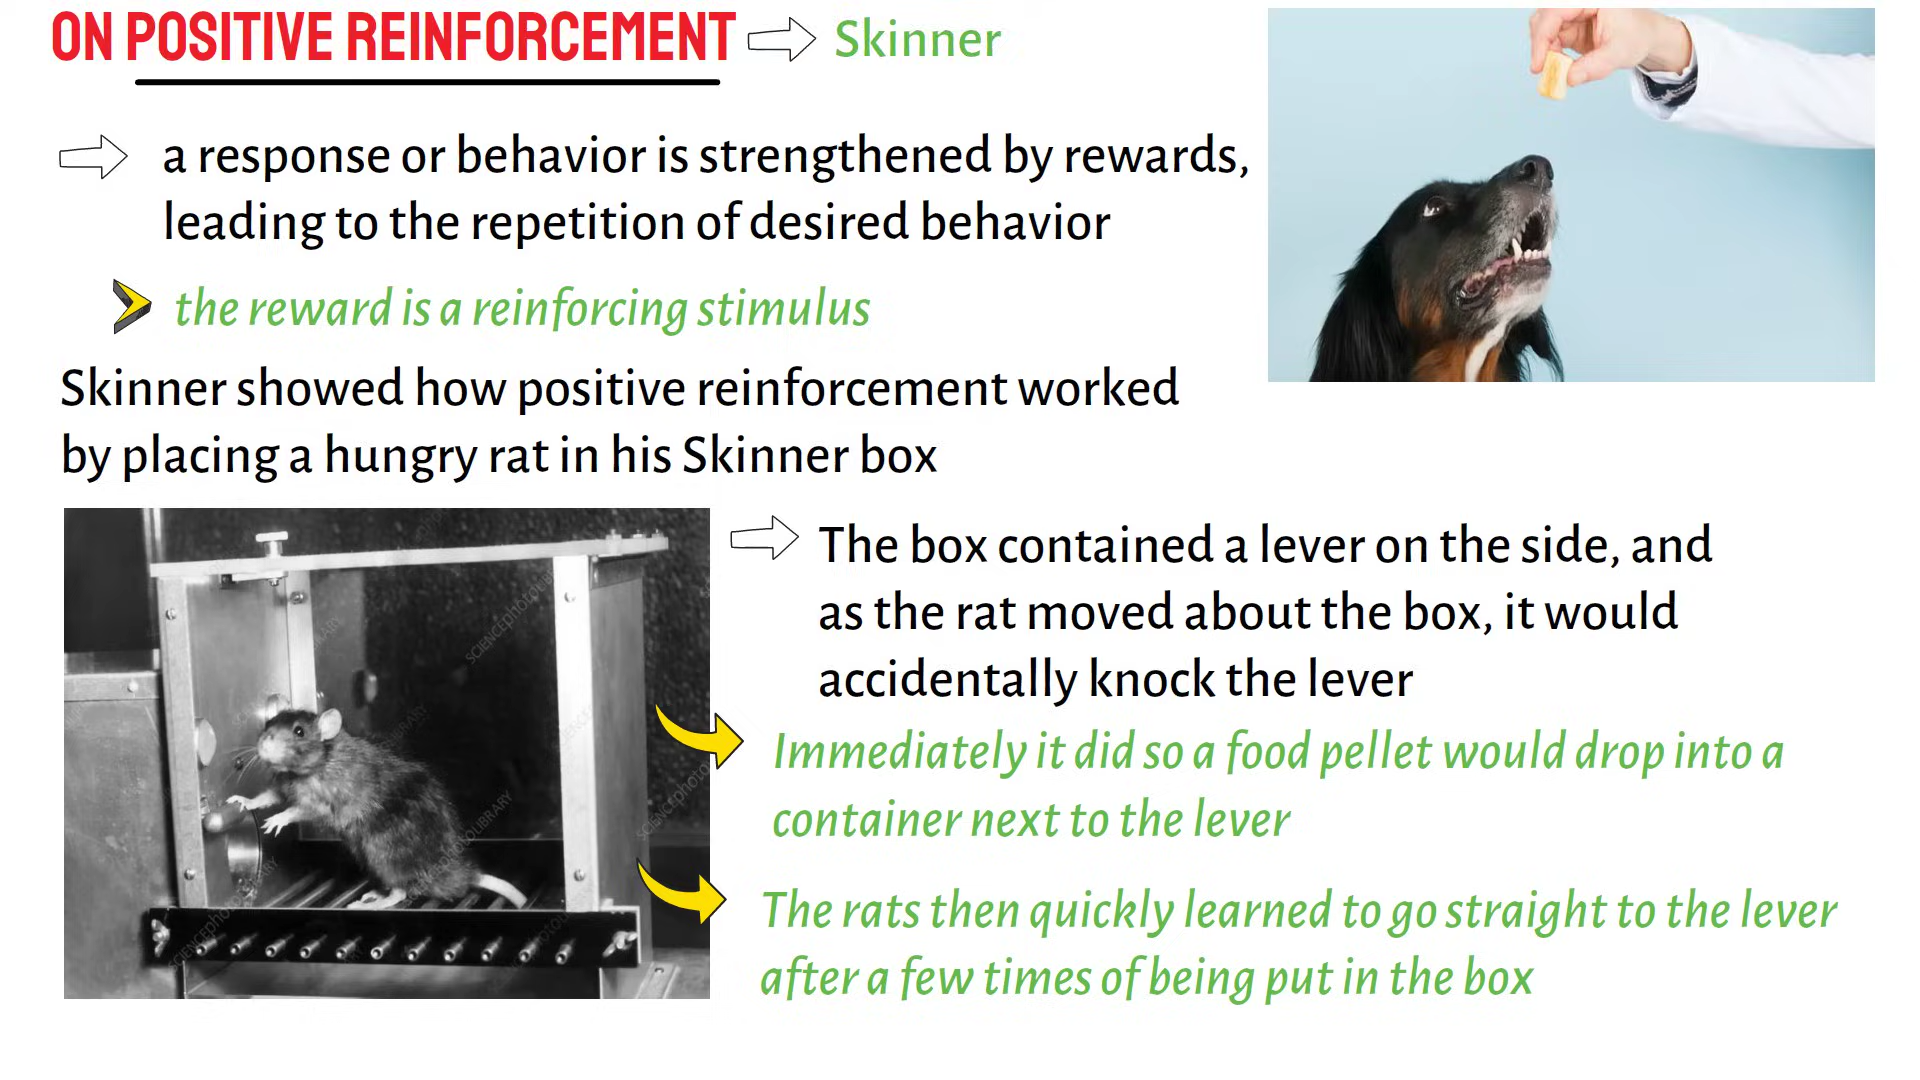 ON POSITIVE REINFORCEMENT Skinner
a response or behavior is strengthened by rewards,
leading to the repetition of desired behavior
the reward is a reinforcing stimulus
Skinner showed how positive reinforcement worked
by placing a hungry rat in his Skinner box
The box contained a lever on the side, and
as the rat moved about the box, it would
accidentally knock the lever
Immediately it did so a food pellet would drop into a
container next to the lever
The rats then quickly learned to go straight to the lever
after a few times of being put in the box